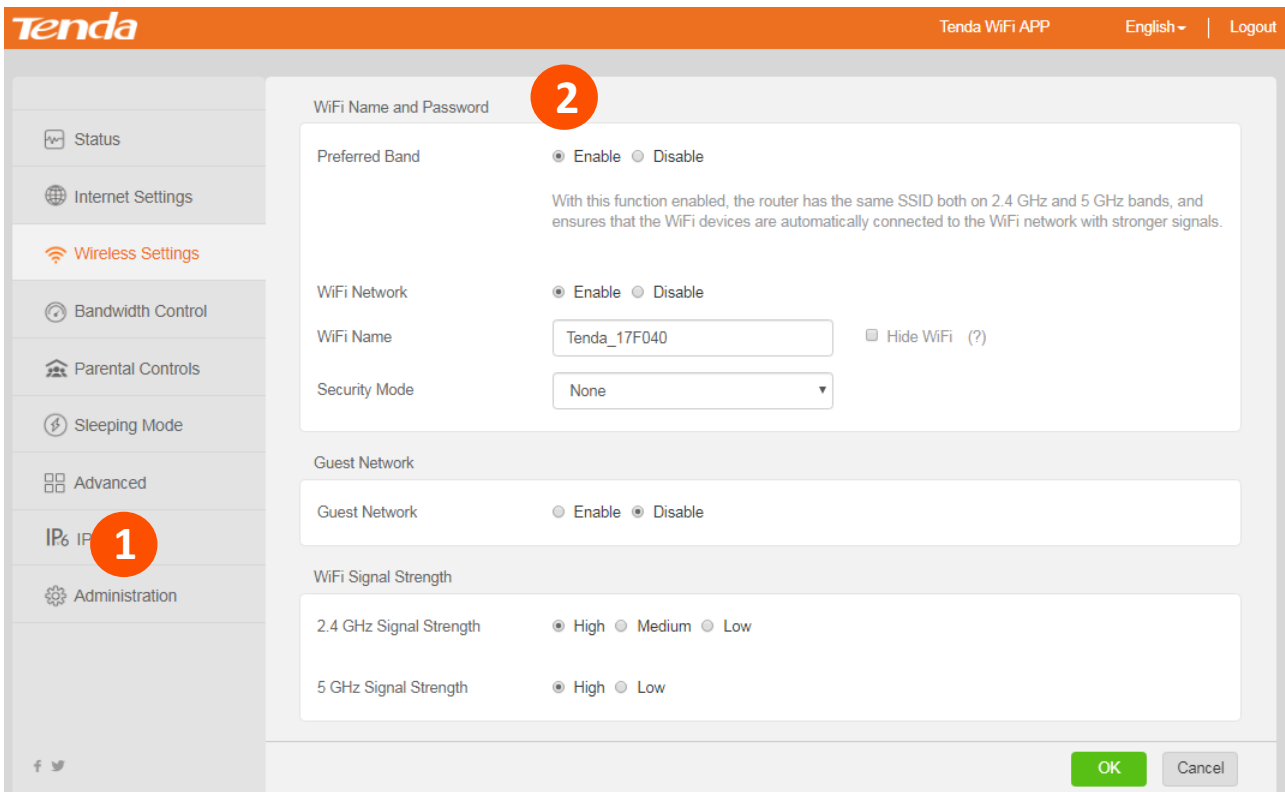 Tenda
Tenda WiFi APP English Logout
Status
Internet Settings
Wireless Settings
Bandwidth Control
Parental Controls
Sleeping Mode
Advanced
IPv6 IP
1
Administration
2
WiFi Name and Password
Preferred Band Enable Disable
With this function enabled, the router has the same SSID both on 2.4 GHz and 5 GHz bands, and
ensures that the WiFi devices are automatically connected to the WiFi network with stronger signals.
WiFi Network Enable Disable
WiFi Name Tenda_17F040 Hide WiFi (?)
Security Mode None
Guest Network
Guest Network Enable Disable
WiFi Signal Strength
2.4 GHz Signal Strength High Medium Low
5 GHz Signal Strength High Low
OK Cancel